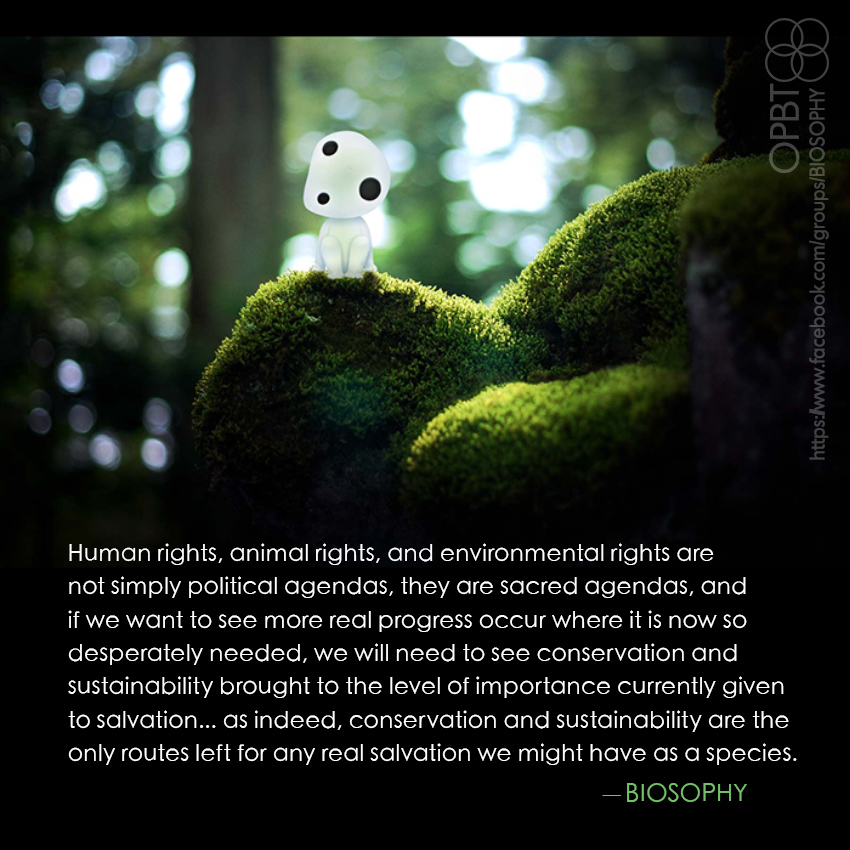 OPBT
https://www.facebook.com/groups/BIOSOPHY
Human rights, animal rights, and environmental rights are
not simply political agendas, they are sacred agendas, and
if we want to see more real progress occur where it is now so
desperately needed, we will need to see conservation and
sustainability brought to the level of importance currently given
to salvation... as indeed, conservation and sustainability are the
only routes left for any real salvation we might have as a species.
—BIOSOPHY